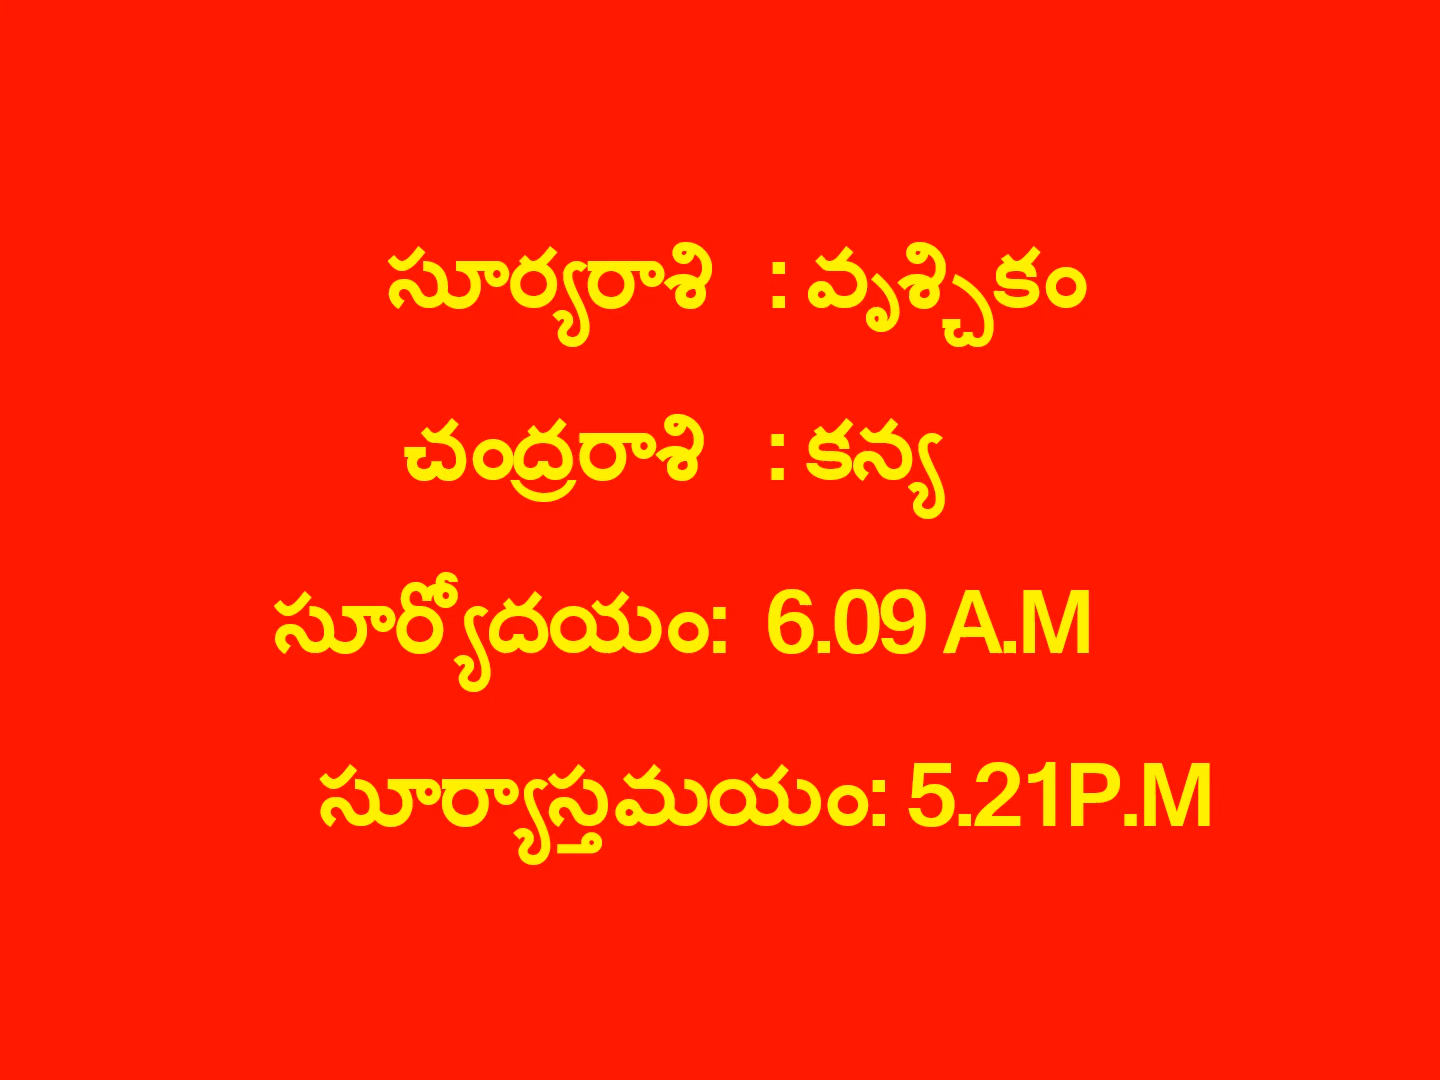 సూర్యరాశి : వృశ్చికం
చంద్రరాశి : కన్య
సూర్యోదయం: 6.09 A.M
సూర్యాస్తమయం: 5.21P.M